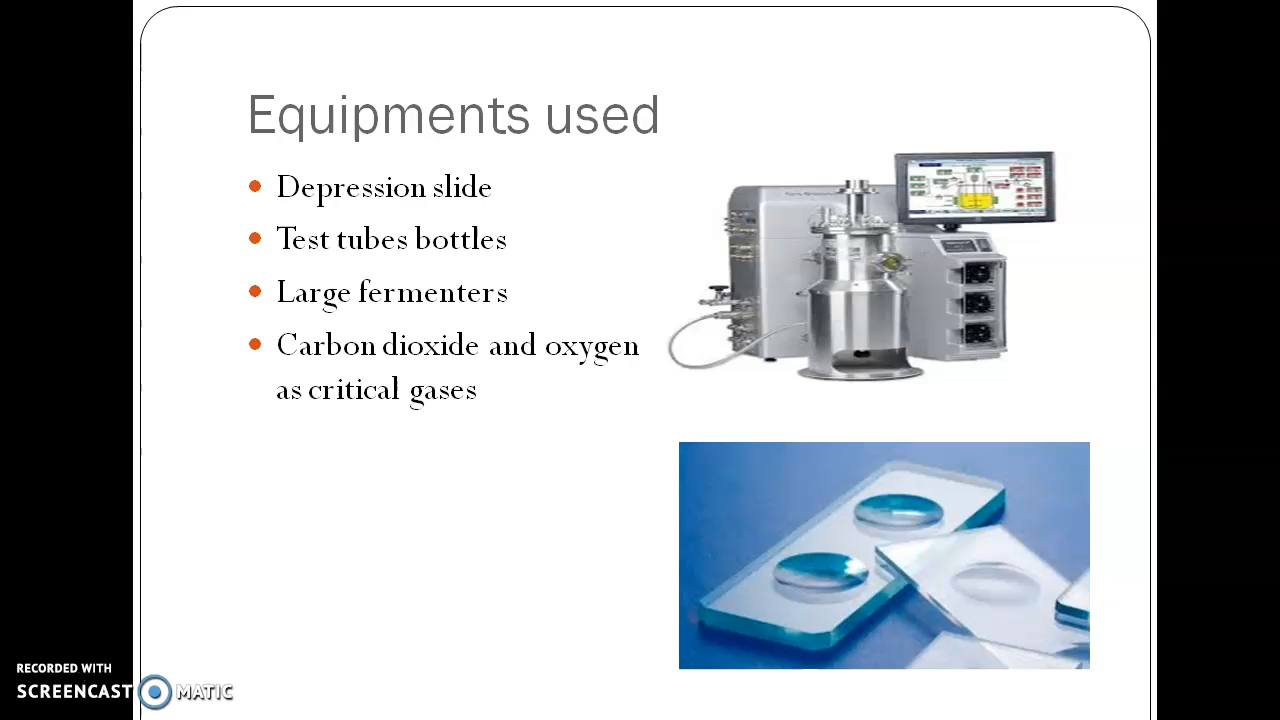 Equipments used
Depression slide
Test tubes bottles
Large fermenters
Carbon dioxide and oxygen
as critical gases
RECORDED WITH
SCREENCAST MATIC